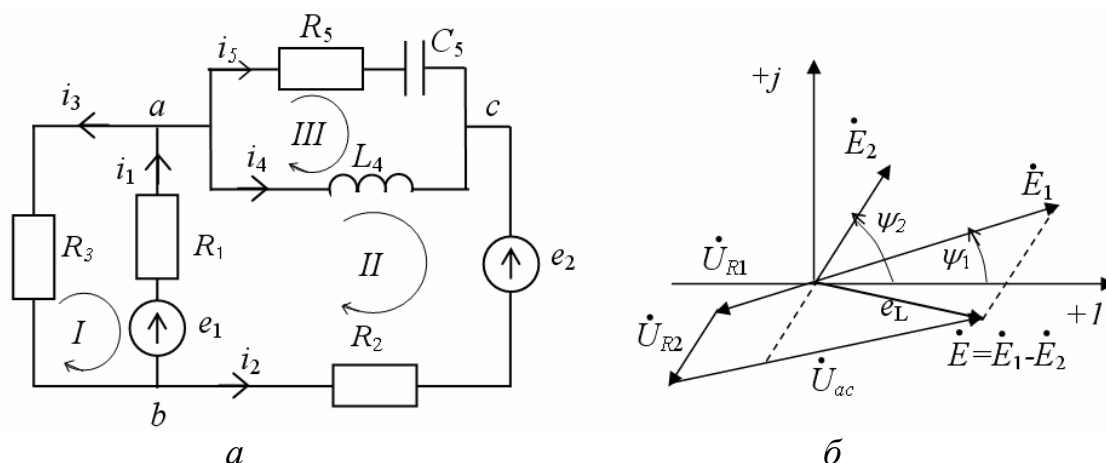 R5
C5
i5
i3
a
c
III
i4
L4
i1
R3
R1
II
e2
e1
I
i2
R2
b
а
+j
Ė2
Ė1
ψ2
ψ1
U̇R1
eL
+1
U̇R2
Ė=Ė1-Ė2
U̇ac
б